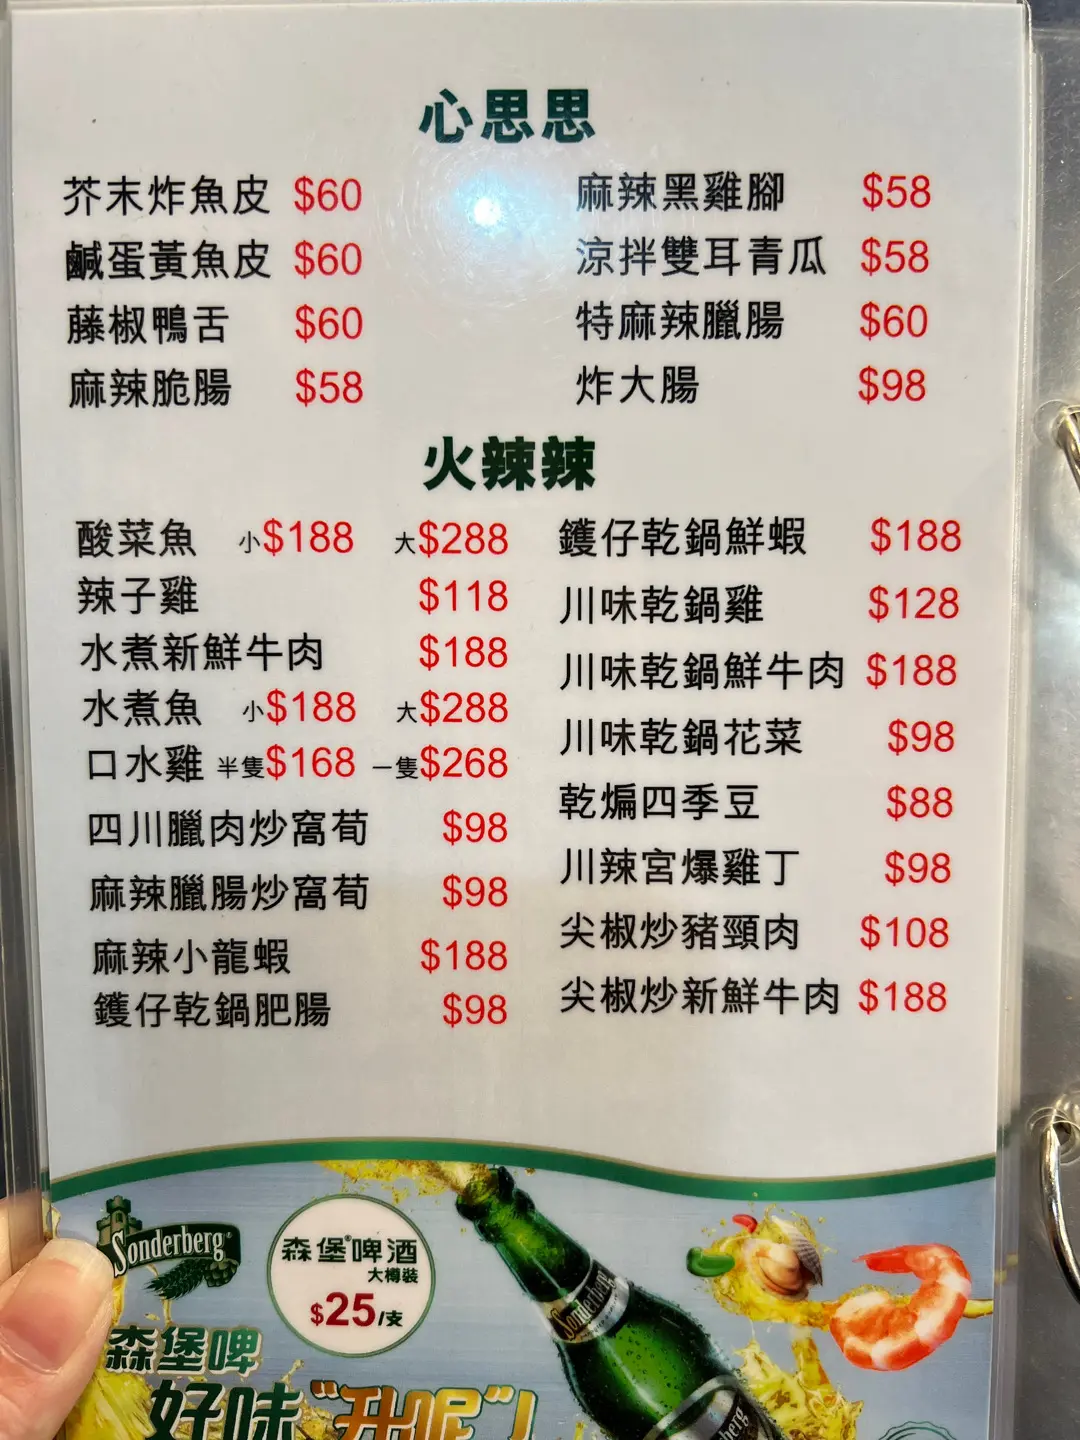 心思思
芥末炸魚皮 $60
鹹蛋黃魚皮 $60
藤椒鴨舌 $60
麻辣脆腸 $58
麻辣黑雞腳 $58
涼拌雙耳青瓜 $58
特麻辣臘腸 $60
炸大腸 $98
火辣辣
酸菜魚 小$188 大$288
辣子雞 $118
水煮新鮮牛肉 $188
水煮魚 小$188 大$288
口水雞 半隻$168 一隻$268
四川臘肉炒窩荀 $98
麻辣臘腸炒窩荀 $98
麻辣小龍蝦 $188
鑊仔乾鍋肥腸 $98
鑊仔乾鍋鮮蝦 $188
川味乾鍋雞 $128
川味乾鍋鮮牛肉 $188
川味乾鍋花菜 $98
乾煸四季豆 $88
川辣宮爆雞丁 $98
尖椒炒豬頸肉 $108
尖椒炒新鮮牛肉 $188
Sonderberg
森堡®啤酒
大樽裝
$25/支
森堡啤
好味"升呢"!
Sonderberg